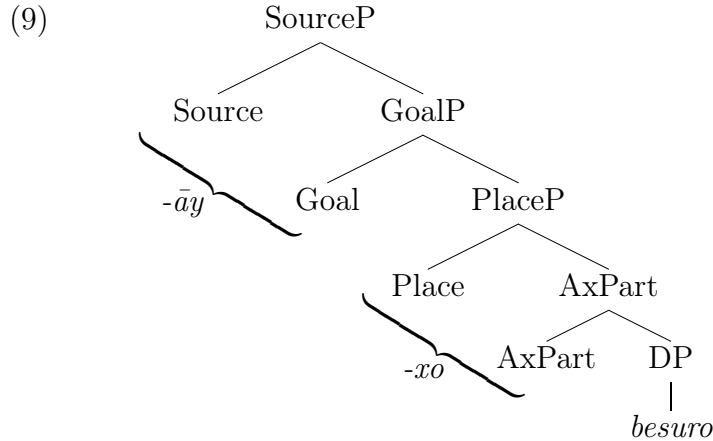 (9) SourceP
Source GoalP
-āy Goal PlaceP
Place AxPart
-xo AxPart DP
besuro